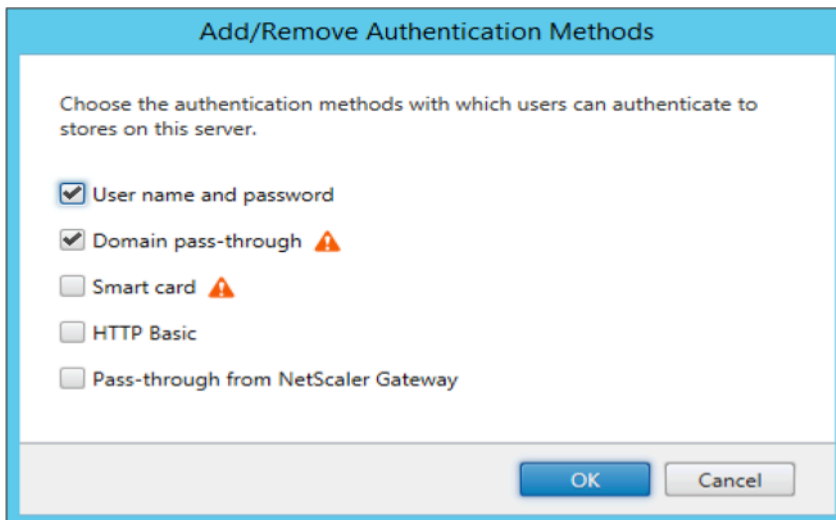 Add/Remove Authentication Methods
Choose the authentication methods with which users can authenticate to
stores on this server.
User name and password
Domain pass-through
Smart card
HTTP Basic
Pass-through from NetScaler Gateway
OK Cancel